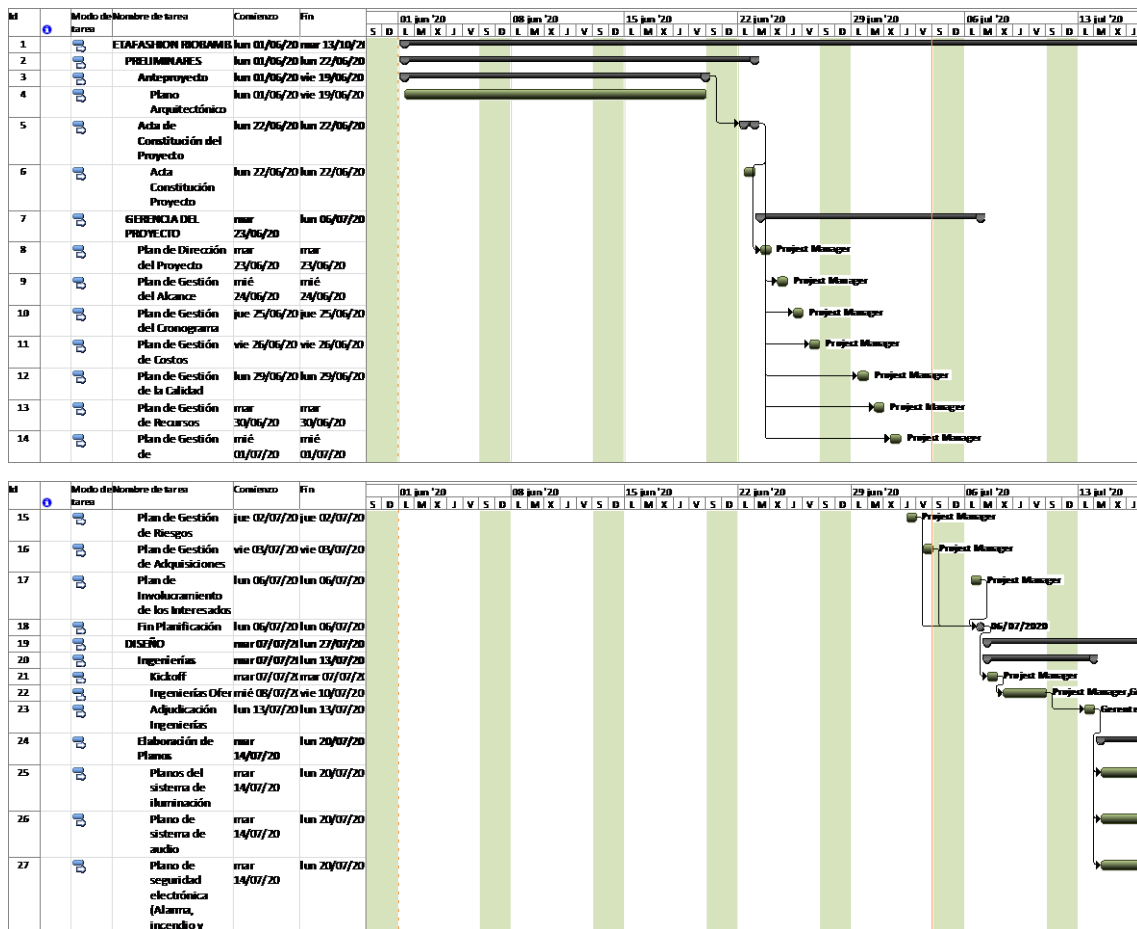 Id Modo de tarea Nombre de tarea Comienzo Fin 01 jun '20 08 jun '20 15 jun '20 22 jun '20 29 jun '20 06 jul '20 13 jul '20
S D L M X J V S D L M X J V S D L M X J V S D L M X J V S D L M X J V S D L M X J V S D L M X J
1 ETAFASHION RIOBAMB lun 01/06/20 mar 13/10/20
2 PRELIMINARES lun 01/06/20 lun 22/06/20
3 Anteproyecto lun 01/06/20 vie 19/06/20
4 Plano lun 01/06/20 vie 19/06/20
Arquitectónico
5 Acta de lun 22/06/20 lun 22/06/20
Constitución del
Proyecto
6 Acta lun 22/06/20 lun 22/06/20
Constitución
Proyecto
7 GERENCIA DEL mar lun 06/07/20
PROYECTO 23/06/20
8 Plan de Dirección mar mar Project Manager
del Proyecto 23/06/20 23/06/20
9 Plan de Gestión mié mié Project Manager
del Alcance 24/06/20 24/06/20
10 Plan de Gestión jue 25/06/20 jue 25/06/20 Project Manager
del Cronograma
11 Plan de Gestión vie 26/06/20 vie 26/06/20 Project Manager
de Costos
12 Plan de Gestión lun 29/06/20 lun 29/06/20 Project Manager
de la Calidad
13 Plan de Gestión mar mar Project Manager
de Recursos 30/06/20 30/06/20
14 Plan de Gestión mié mié Project Manager
de 01/07/20 01/07/20
Id Modo de tarea Nombre de tarea Comienzo Fin 01 jun '20 08 jun '20 15 jun '20 22 jun '20 29 jun '20 06 jul '20 13 jul '20
S D L M X J V S D L M X J V S D L M X J V S D L M X J V S D L M X J V S D L M X J V S D L M X J
15 Plan de Gestión jue 02/07/20 jue 02/07/20 Project Manager
de Riesgos
16 Plan de Gestión vie 03/07/20 vie 03/07/20 Project Manager
de Adquisiciones
17 Plan de lun 06/07/20 lun 06/07/20 Project Manager
Involucramiento
de los Interesados
18 Fin Planificación lun 06/07/20 lun 06/07/20 06/07/2020
19 DISEÑO mar 07/07/2 lun 27/07/20
20 Ingenierías mar 07/07/2 lun 13/07/20
21 Kickoff mar 07/07/2 mar 07/07/20 Project Manager
22 Ingenierías Ofer mié 08/07/2 vie 10/07/20 Project Manager,G
23 Adjudicación lun 13/07/20 lun 13/07/20 Gerente
Ingenierías
24 Elaboración de mar lun 20/07/20
Planos 14/07/20
25 Planos del mar lun 20/07/20
sistema de 14/07/20
iluminación
26 Plano de mar lun 20/07/20
sistema de 14/07/20
audio
27 Plano de mar lun 20/07/20
seguridad 14/07/20
electrónica
(Alarma,
incendio y